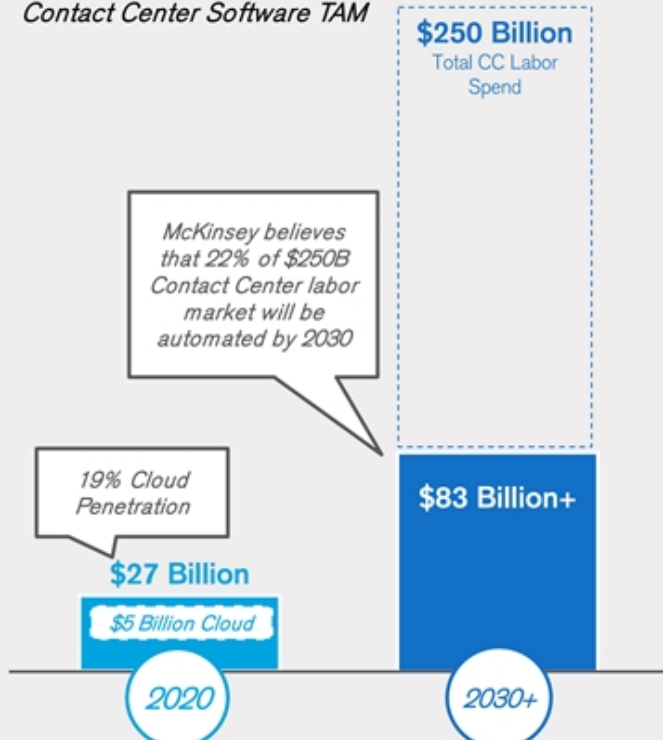 Contact Center Software TAM
$250 Billion
Total CC Labor
Spend
McKinsey believes
that 22% of $250B
Contact Center labor
market will be
automated by 2030
19% Cloud
Penetration
$83 Billion+
$27 Billion
$5 Billion Cloud
2020
2030+